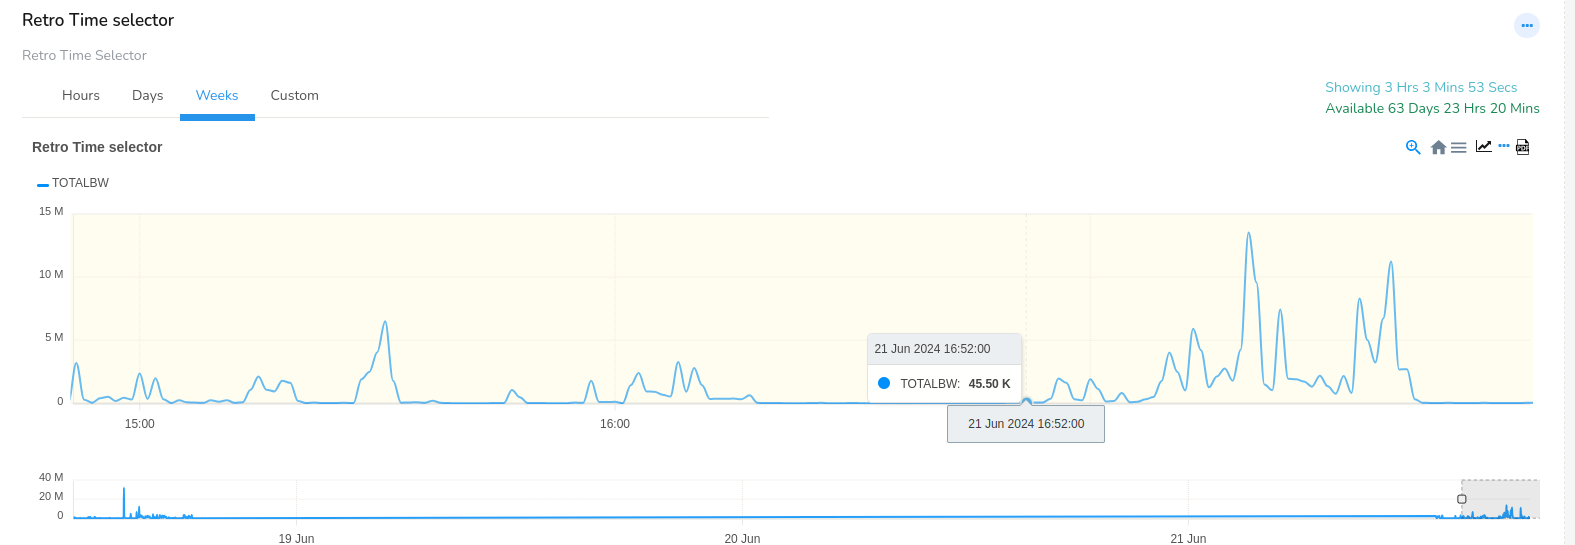 Retro Time selector
Retro Time Selector
Hours Days Weeks Custom
Showing 3 Hrs 3 Mins 53 Secs
Available 63 Days 23 Hrs 20 Mins
Retro Time selector
PDF
TOTALBW
15 M
10 M
5 M
0
21 Jun 2024 16:52:00
TOTALBW: 45.50 K
15:00 16:00 21 Jun 2024 16:52:00
40 M
20 M
0
19 Jun 20 Jun 21 Jun